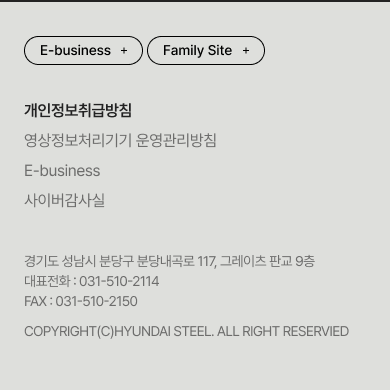 E-business +
Family Site +
개인정보취급방침
영상정보처리기기 운영관리방침
E-business
사이버감사실
경기도 성남시 분당구 분당내곡로 117, 그레이츠 판교 9층
대표전화 : 031-510-2114
FAX : 031-510-2150
COPYRIGHT(C)HYUNDAI STEEL. ALL RIGHT RESERVIED